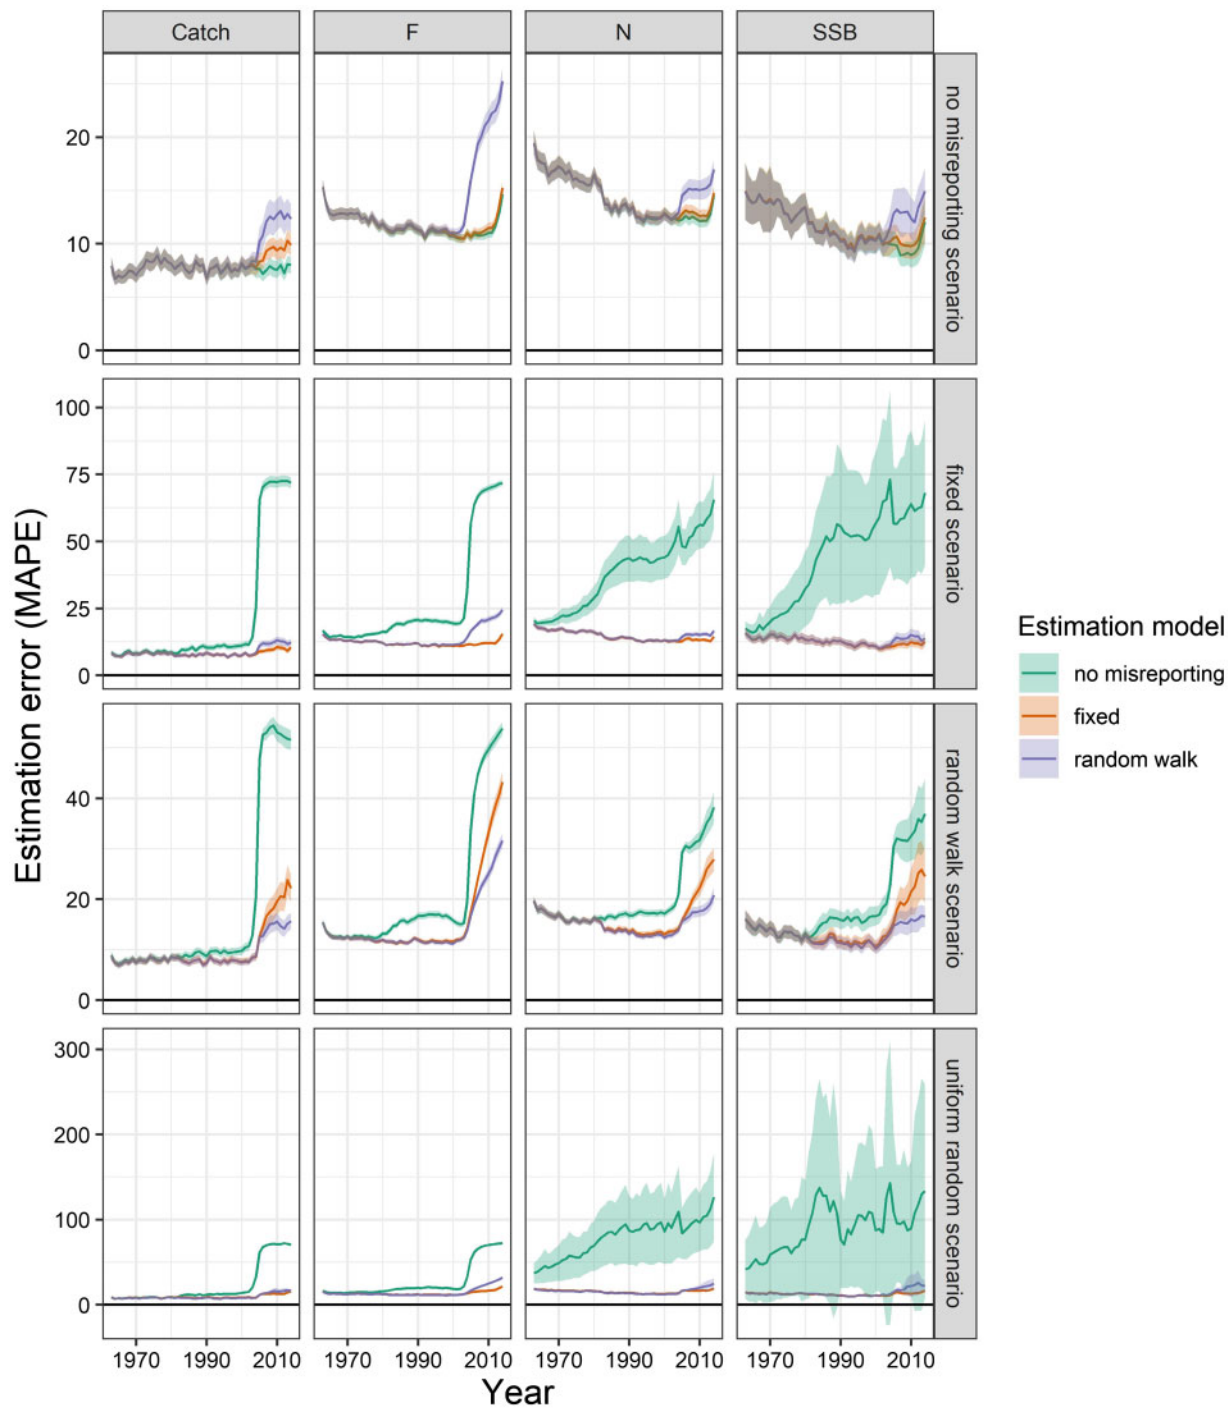 Catch
F
N
SSB
20
10
0
no misreporting scenario
100
75
50
25
0
fixed scenario
40
20
0
random walk scenario
300
200
100
0
uniform random scenario
1970 1990 2010 1970 1990 2010 1970 1990 2010 1970 1990 2010
Year
Estimation error (MAPE)
Estimation model
no misreporting
fixed
random walk